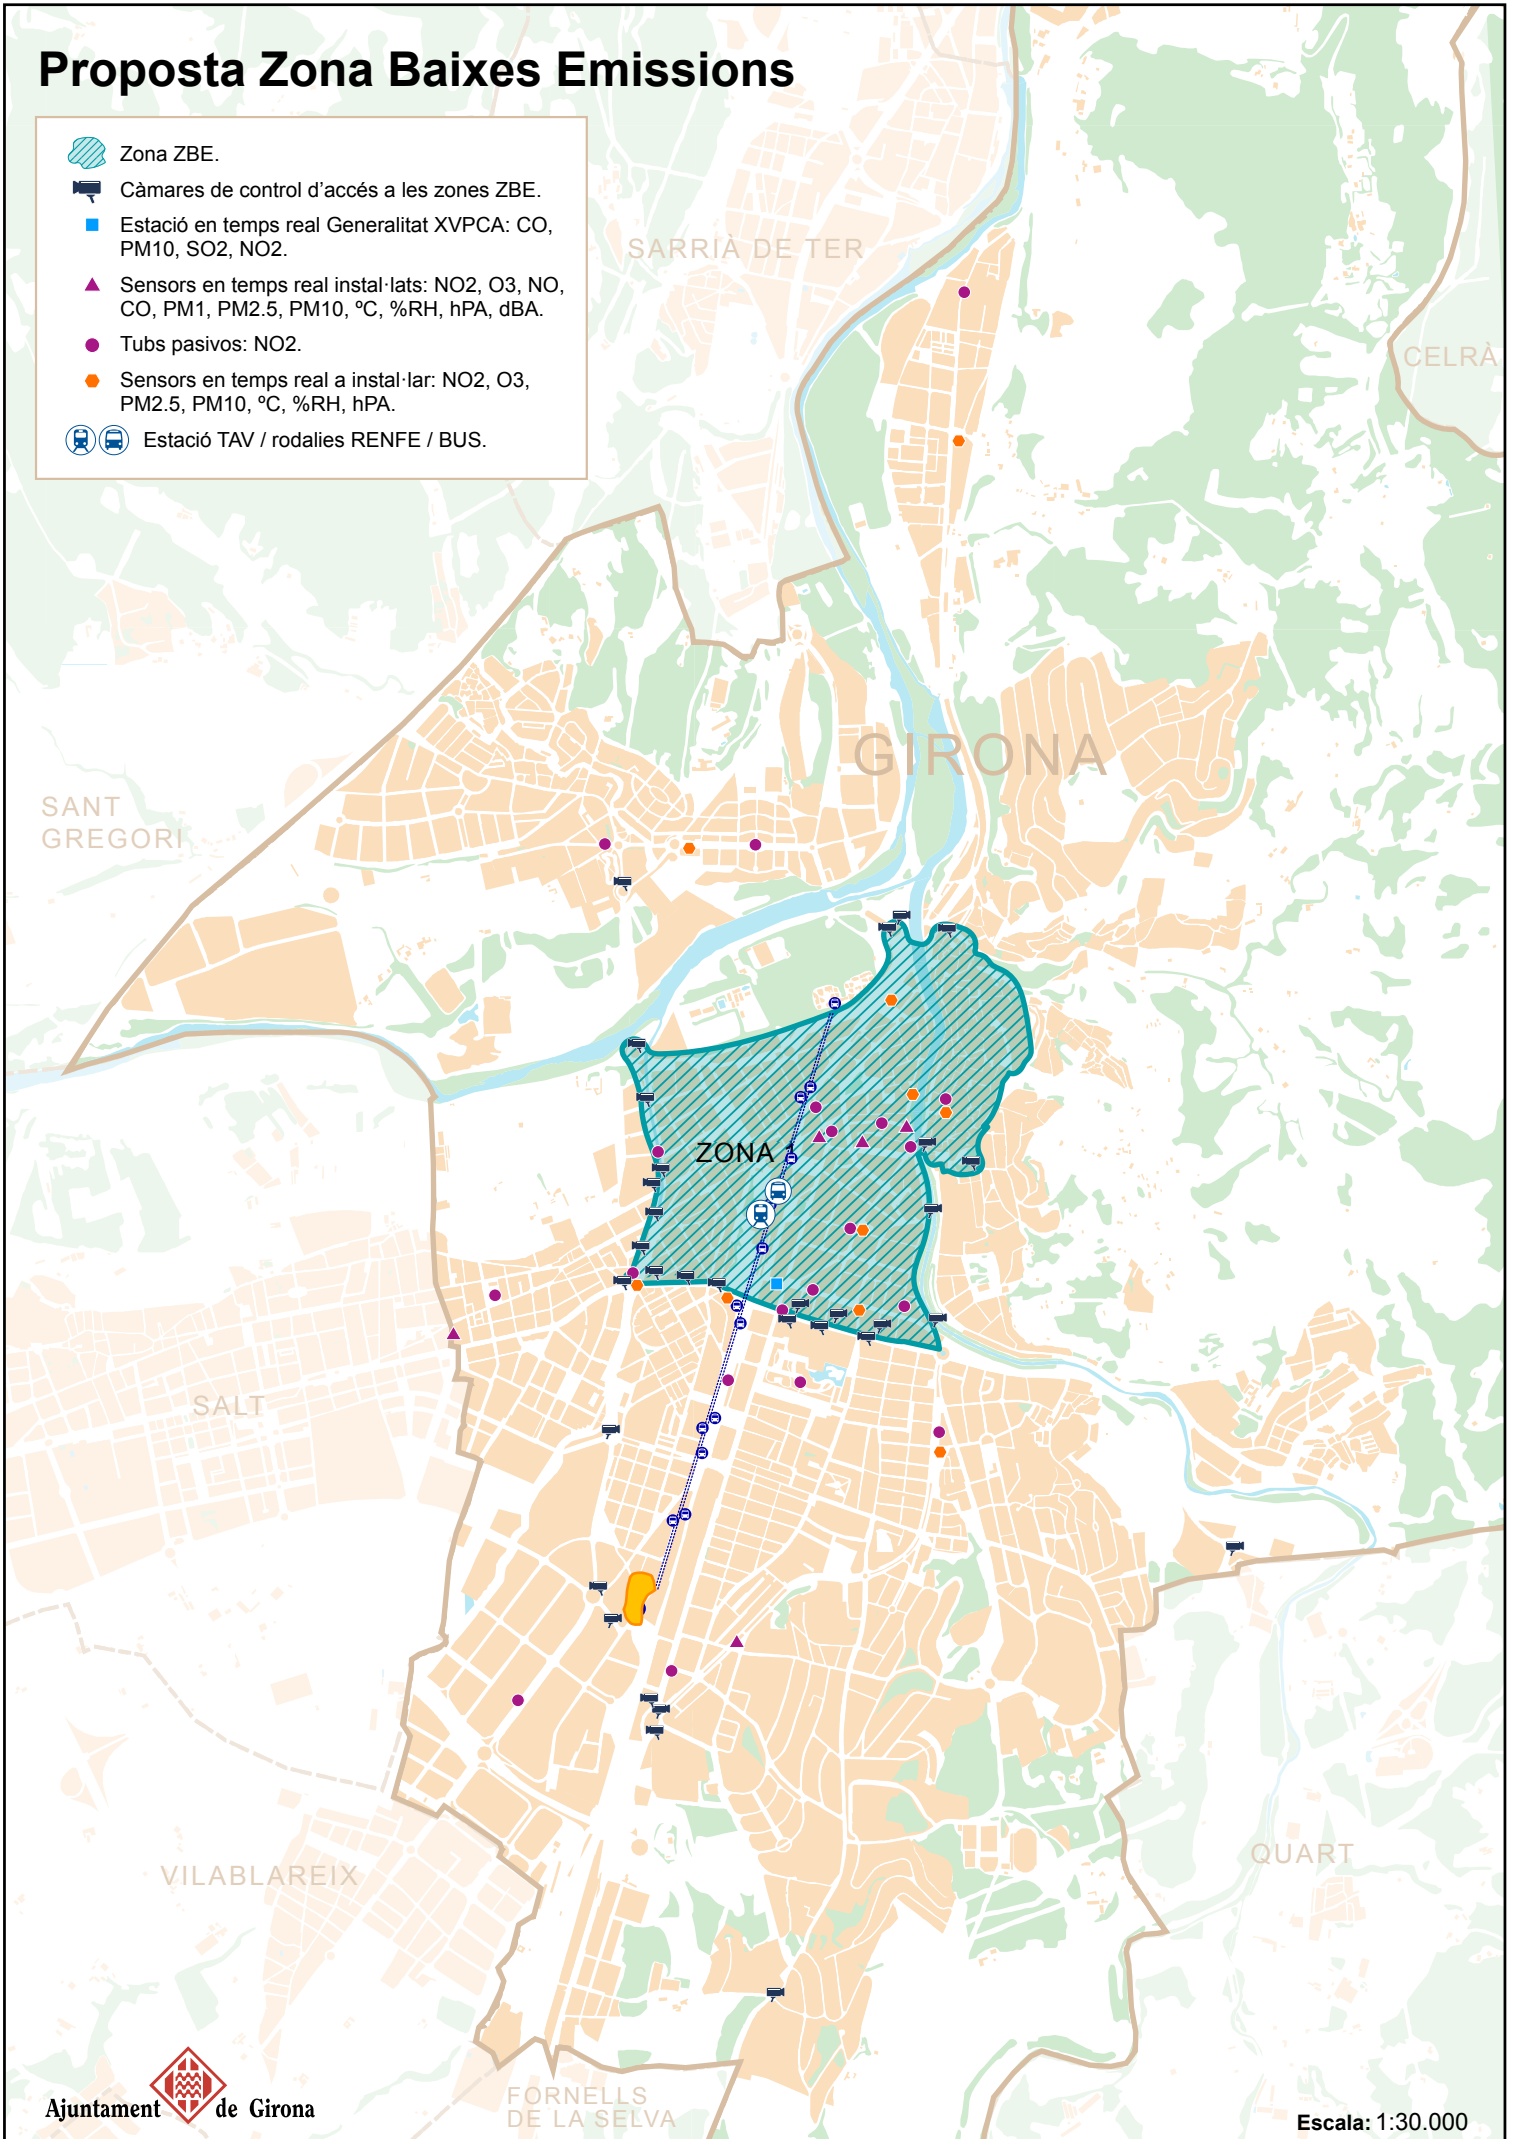 Proposta Zona Baixes Emissions
Zona ZBE.
Càmares de control d'accés a les zones ZBE.
Estació en temps real Generalitat XVPCA: CO,
PM10, SO2, NO2.
Sensors en temps real instal·lats: NO2, O3, NO,
CO, PM1, PM2.5, PM10, ºC, %RH, hPA, dBA.
Tubs pasivos: NO2.
Sensors en temps real a instal·lar: NO2, O3,
PM2.5, PM10, ºC, %RH, hPA.
Estació TAV / rodalies RENFE / BUS.
SARRIÀ DE TER
CELRÀ
GIRONA
SANT
GREGORI
ZONA 1
SALT
VILABLAREIX
QUART
FORNELLS
DE LA SELVA
Ajuntament de Girona
Escala: 1:30.000